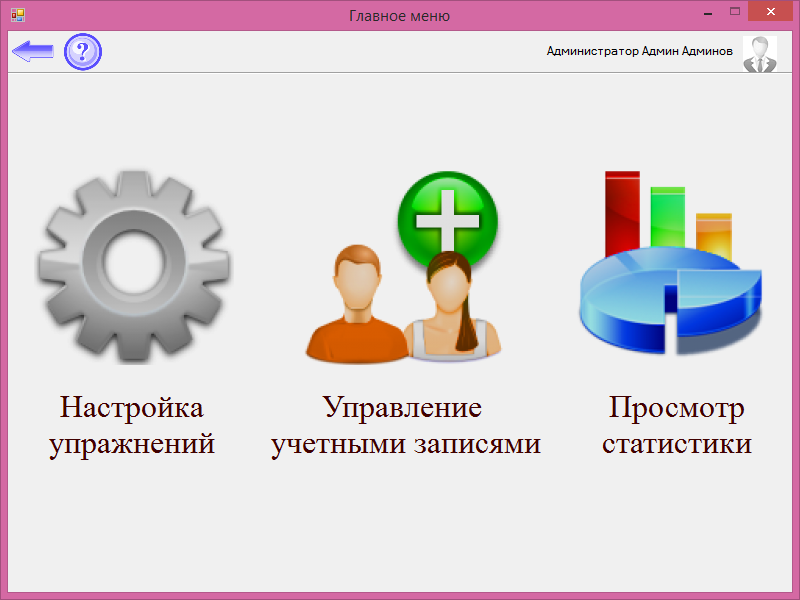 Главное меню
?
Администратор Админ Админов
Настройка
упражнений
Управление
учетными записями
Просмотр
статистики